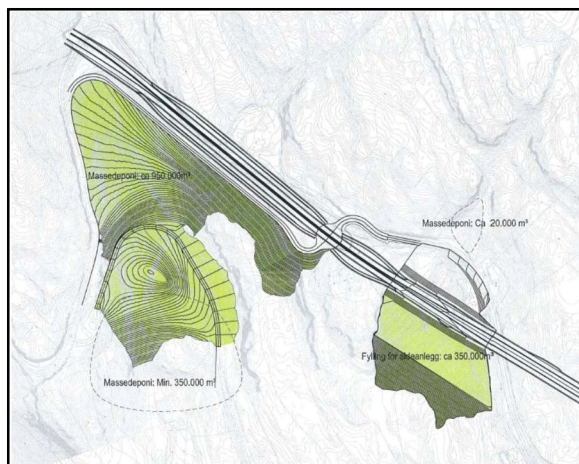 Massedeponi: ca 950.000m³
Massedeponi: Ca 20.000 m³
Fylling for sideanlegg: ca 350.000m³
Massedeponi: Min. 350.000 m³